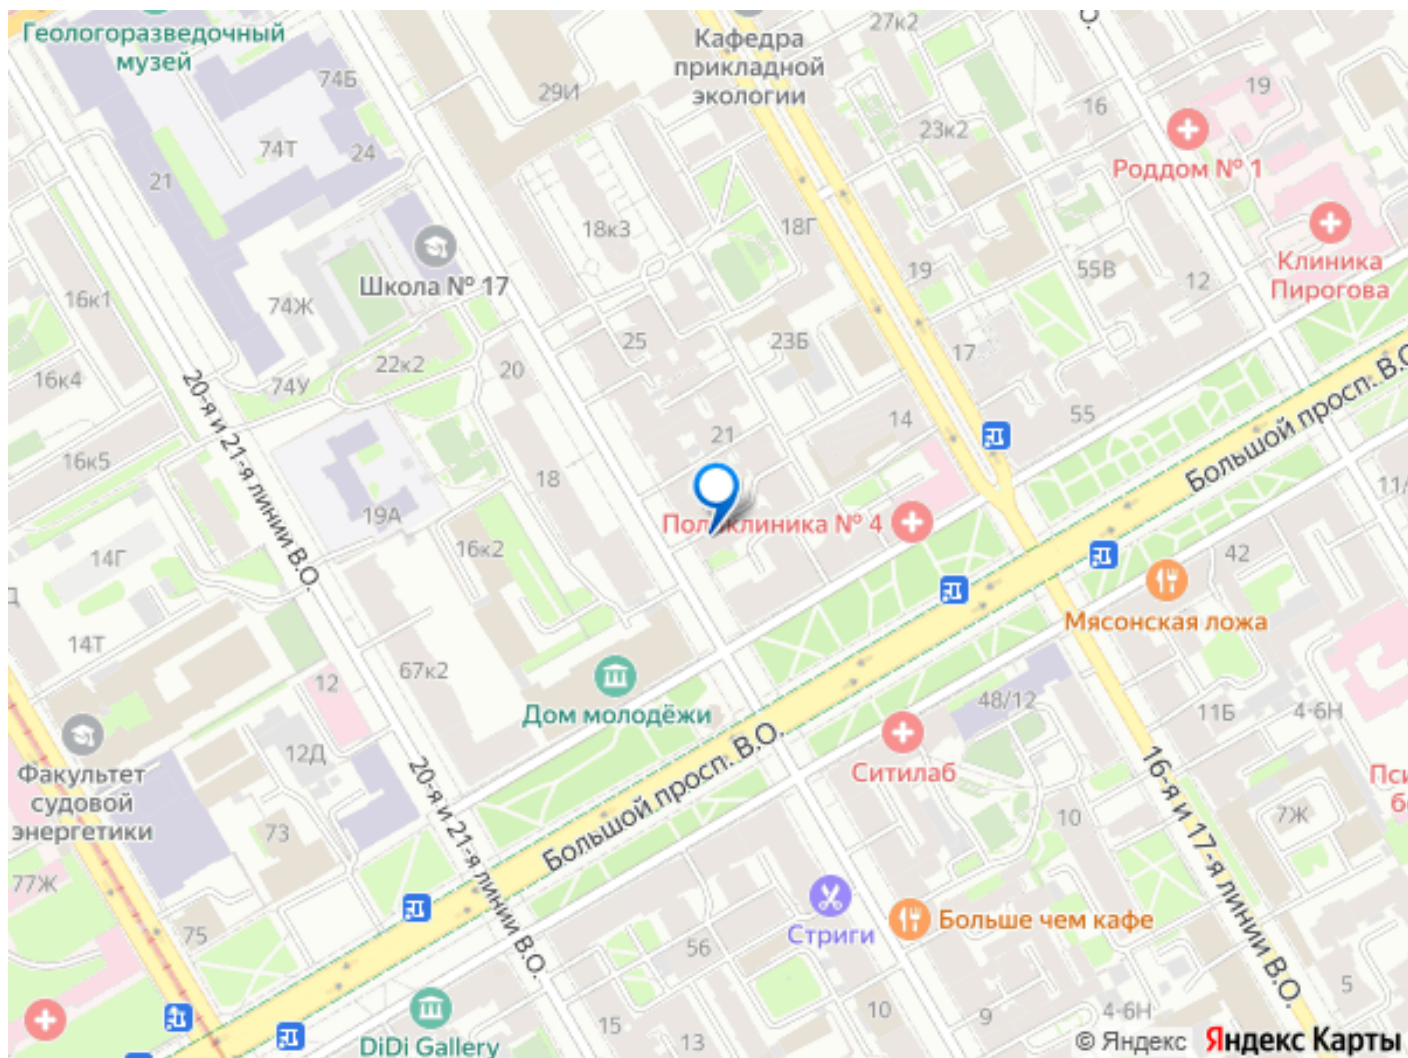 Геологоразведочный
музей
Кафедра
прикладной
экологии
27к2
О.
74Б
29И
16
19
23к2
Роддом № 1
74Т
24
21
18к3
18Г
Клиника
Пирогова
Школа № 17
19
55В
12
16к1
74Ж
25
23Б
17
16к4
74У
22к2
20
55
14
21
16к5
18
19А
20-я и 21-я линии В.О.
Большой просп. В.О.
11/
Поликлиника № 4
16к2
14Г
42
Д
14Т
67к2
12
Мясонская ложа
Дом молодёжи
48/12
11Б
4-6Н
12Д
Факультет
судовой
энергетики
73
Ситилаб
Большой просп. В.О.
20-я и 21-я линии В.О.
16-я и 17-я линии В.О.
Пси
б
10
7Ж
77Ж
75
Стриги
Больше чем кафе
56
DiDi Gallery
15
13
10
9
4-6Н
5
© Яндекс Яндекс Карты